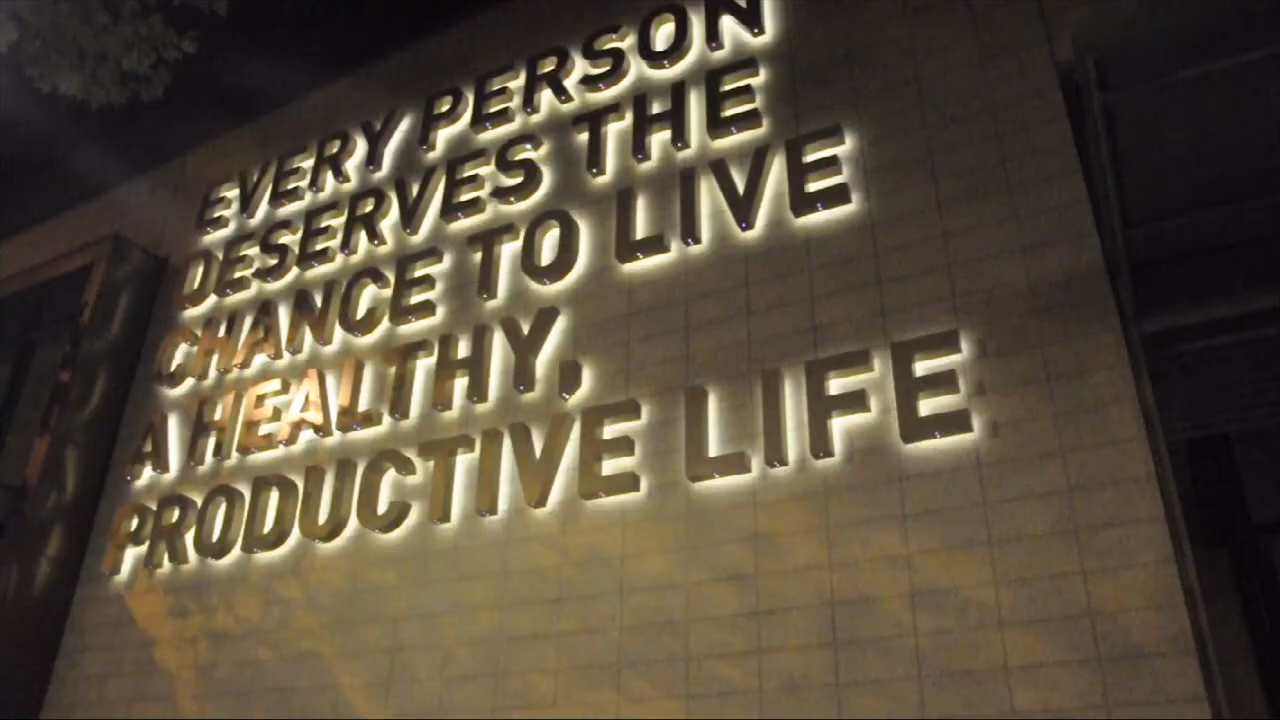 EVERY PERSON
DESERVES THE
CHANCE TO LIVE
A HEALTHY,
PRODUCTIVE LIFE